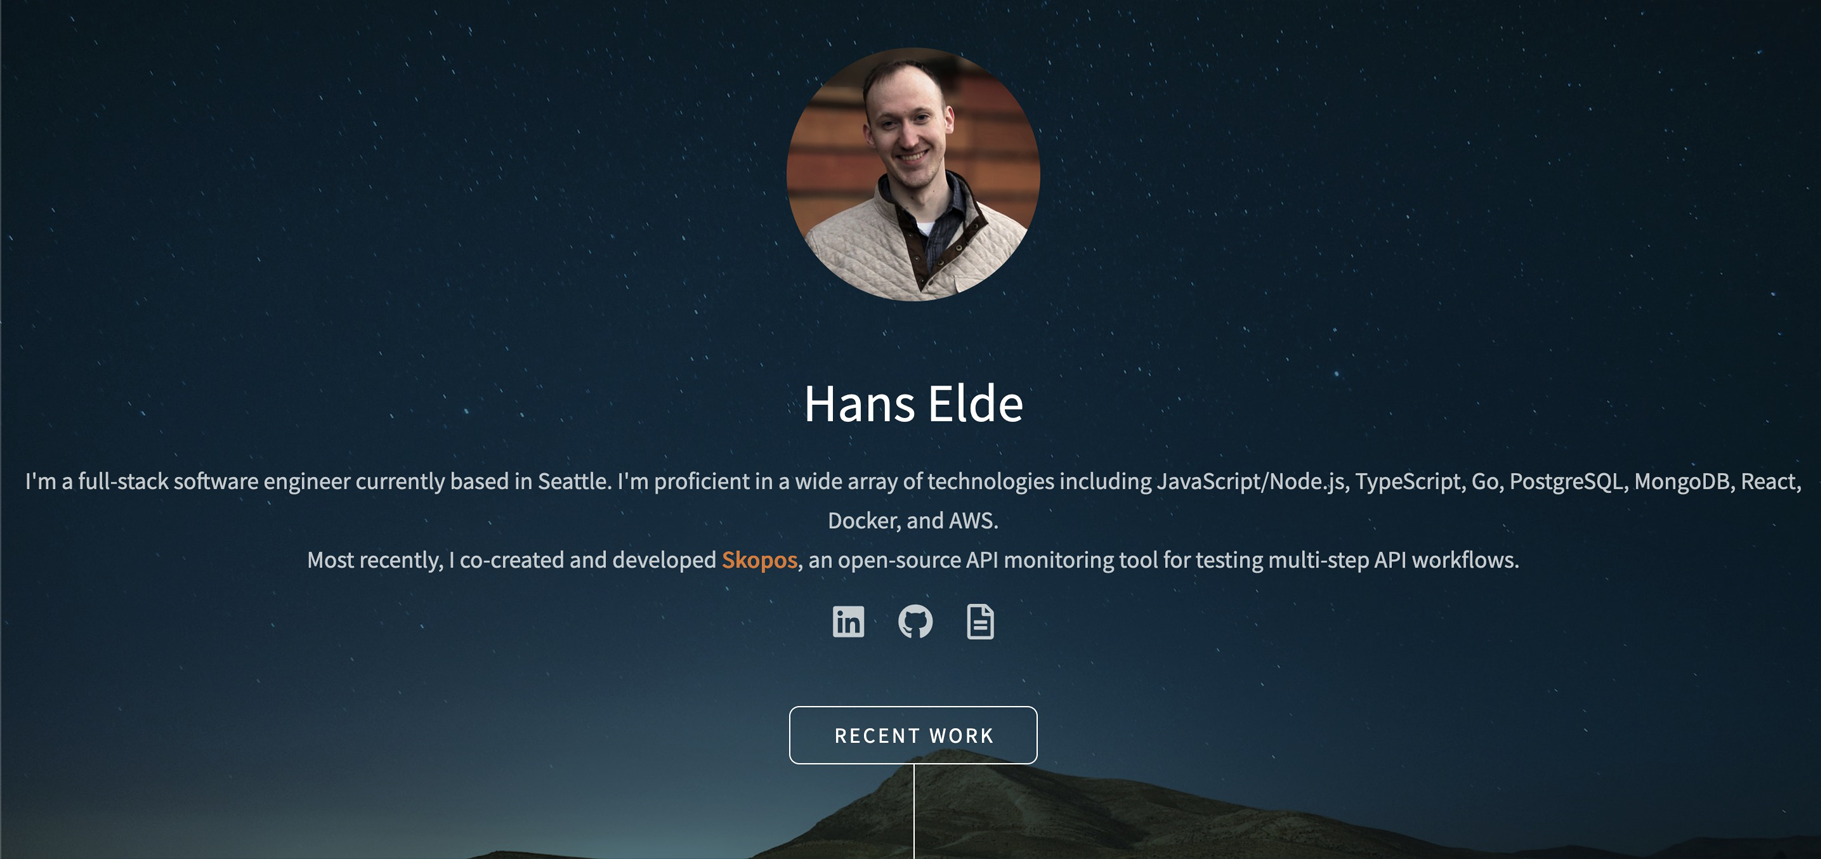 Hans Elde
I'm a full-stack software engineer currently based in Seattle. I'm proficient in a wide array of technologies including JavaScript/Node.js, TypeScript, Go, PostgreSQL, MongoDB, React,
Docker, and AWS.
Most recently, I co-created and developed Skopos, an open-source API monitoring tool for testing multi-step API workflows.
in
RECENT WORK